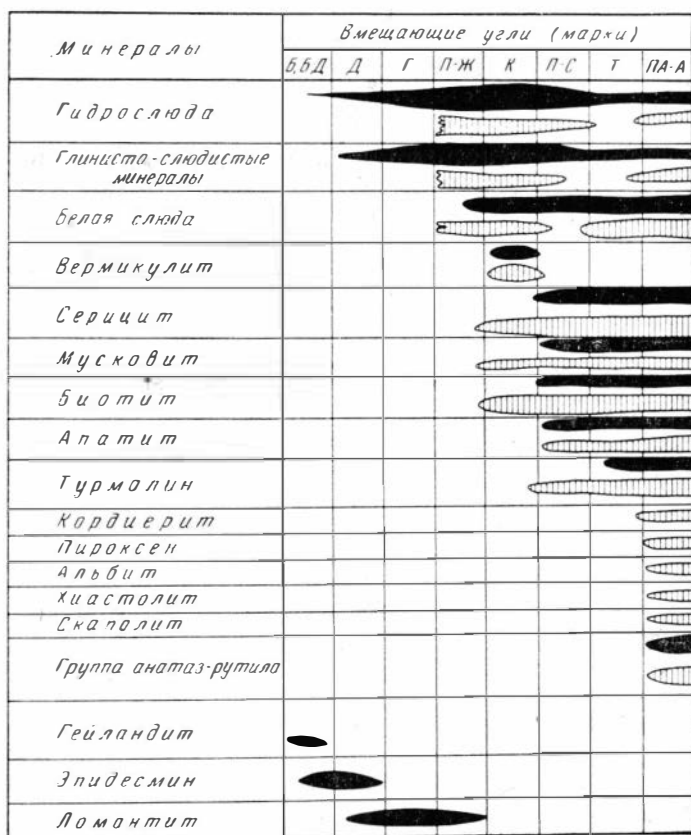 Минералы
Вмещающие угли (марки)
Б,БД Д Г П-Ж К П-С Т ПА-А
Гидрослюда
Глинисто-слюдистые
минералы
Белая слюда
Вермикулит
Серицит
Мусковит
Биотит
Апатит
Турмалин
Кордиерит
Пироксен
Альбит
Хиастолит
Скаполит
Группа анатаз-рутила
Гейландит
Эпидесмин
Ломонтит